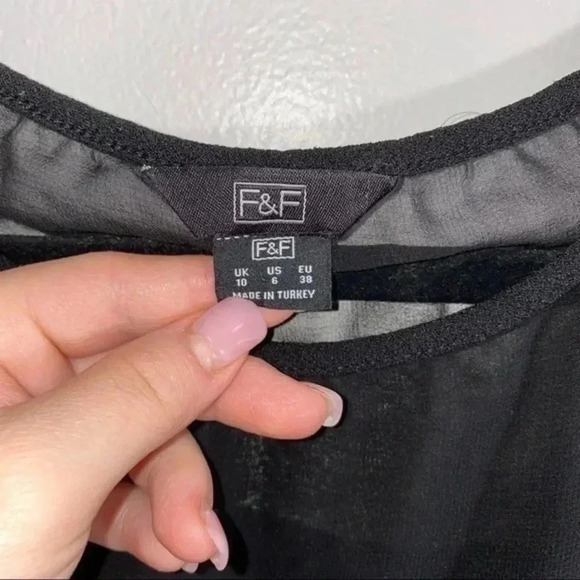 F&F
F&F
UK US EU
10 6 38
MADE IN TURKEY